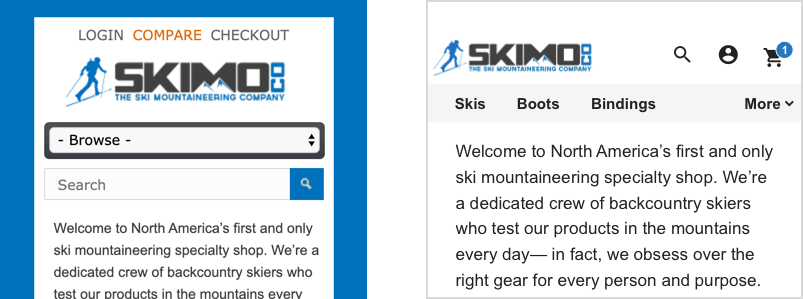 LOGIN COMPARE CHECKOUT
SKIMO CO
THE SKI MOUNTAINEERING COMPANY
- Browse -
Search
Welcome to North America’s first and only
ski mountaineering specialty shop. We’re a
dedicated crew of backcountry skiers who
test our products in the mountains every
SKIMO CO
THE SKI MOUNTAINEERING COMPANY
1
Skis Boots Bindings More
Welcome to North America’s first and only
ski mountaineering specialty shop. We’re
a dedicated crew of backcountry skiers
who test our products in the mountains
every day— in fact, we obsess over the
right gear for every person and purpose.